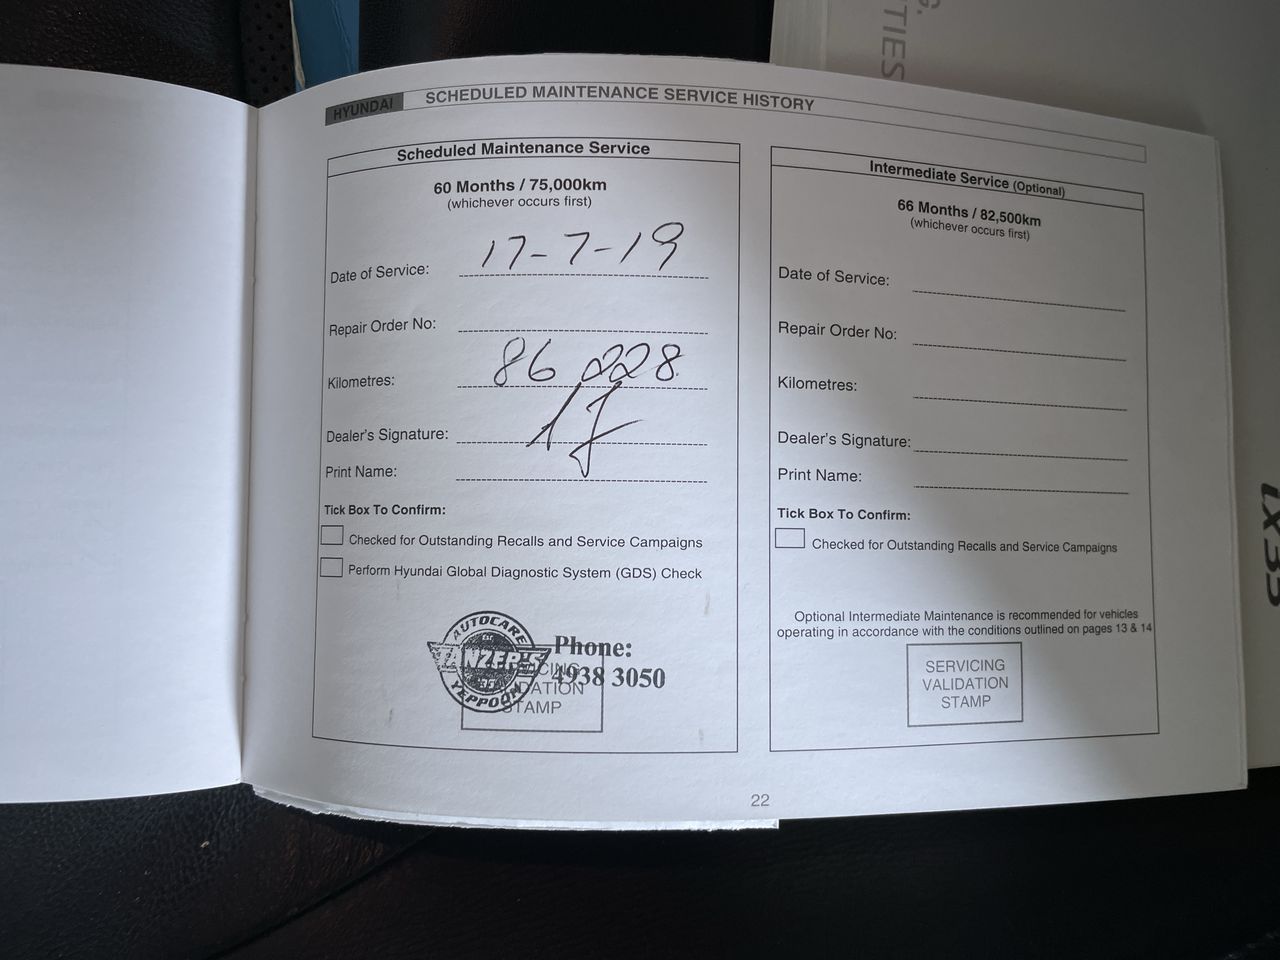 G.
TIES
HYUNDAI
SCHEDULED MAINTENANCE SERVICE HISTORY
Scheduled Maintenance Service
60 Months / 75,000km
(whichever occurs first)
Date of Service: 17-7-19
Repair Order No:
Kilometres: 86 228
Dealer's Signature:
Print Name:
Tick Box To Confirm:
Checked for Outstanding Recalls and Service Campaigns
Perform Hyundai Global Diagnostic System (GDS) Check
AUTOCARE
TANZER'S
YEPPOON
Phone:
4938 3050
CING
DATION
STAMP
Intermediate Service (Optional)
66 Months / 82,500km
(whichever occurs first)
Date of Service:
Repair Order No:
Kilometres:
Dealer's Signature:
Print Name:
Tick Box To Confirm:
Checked for Outstanding Recalls and Service Campaigns
Optional Intermediate Maintenance is recommended for vehicles
operating in accordance with the conditions outlined on pages 13 & 14
SERVICING
VALIDATION
STAMP
22
ix35